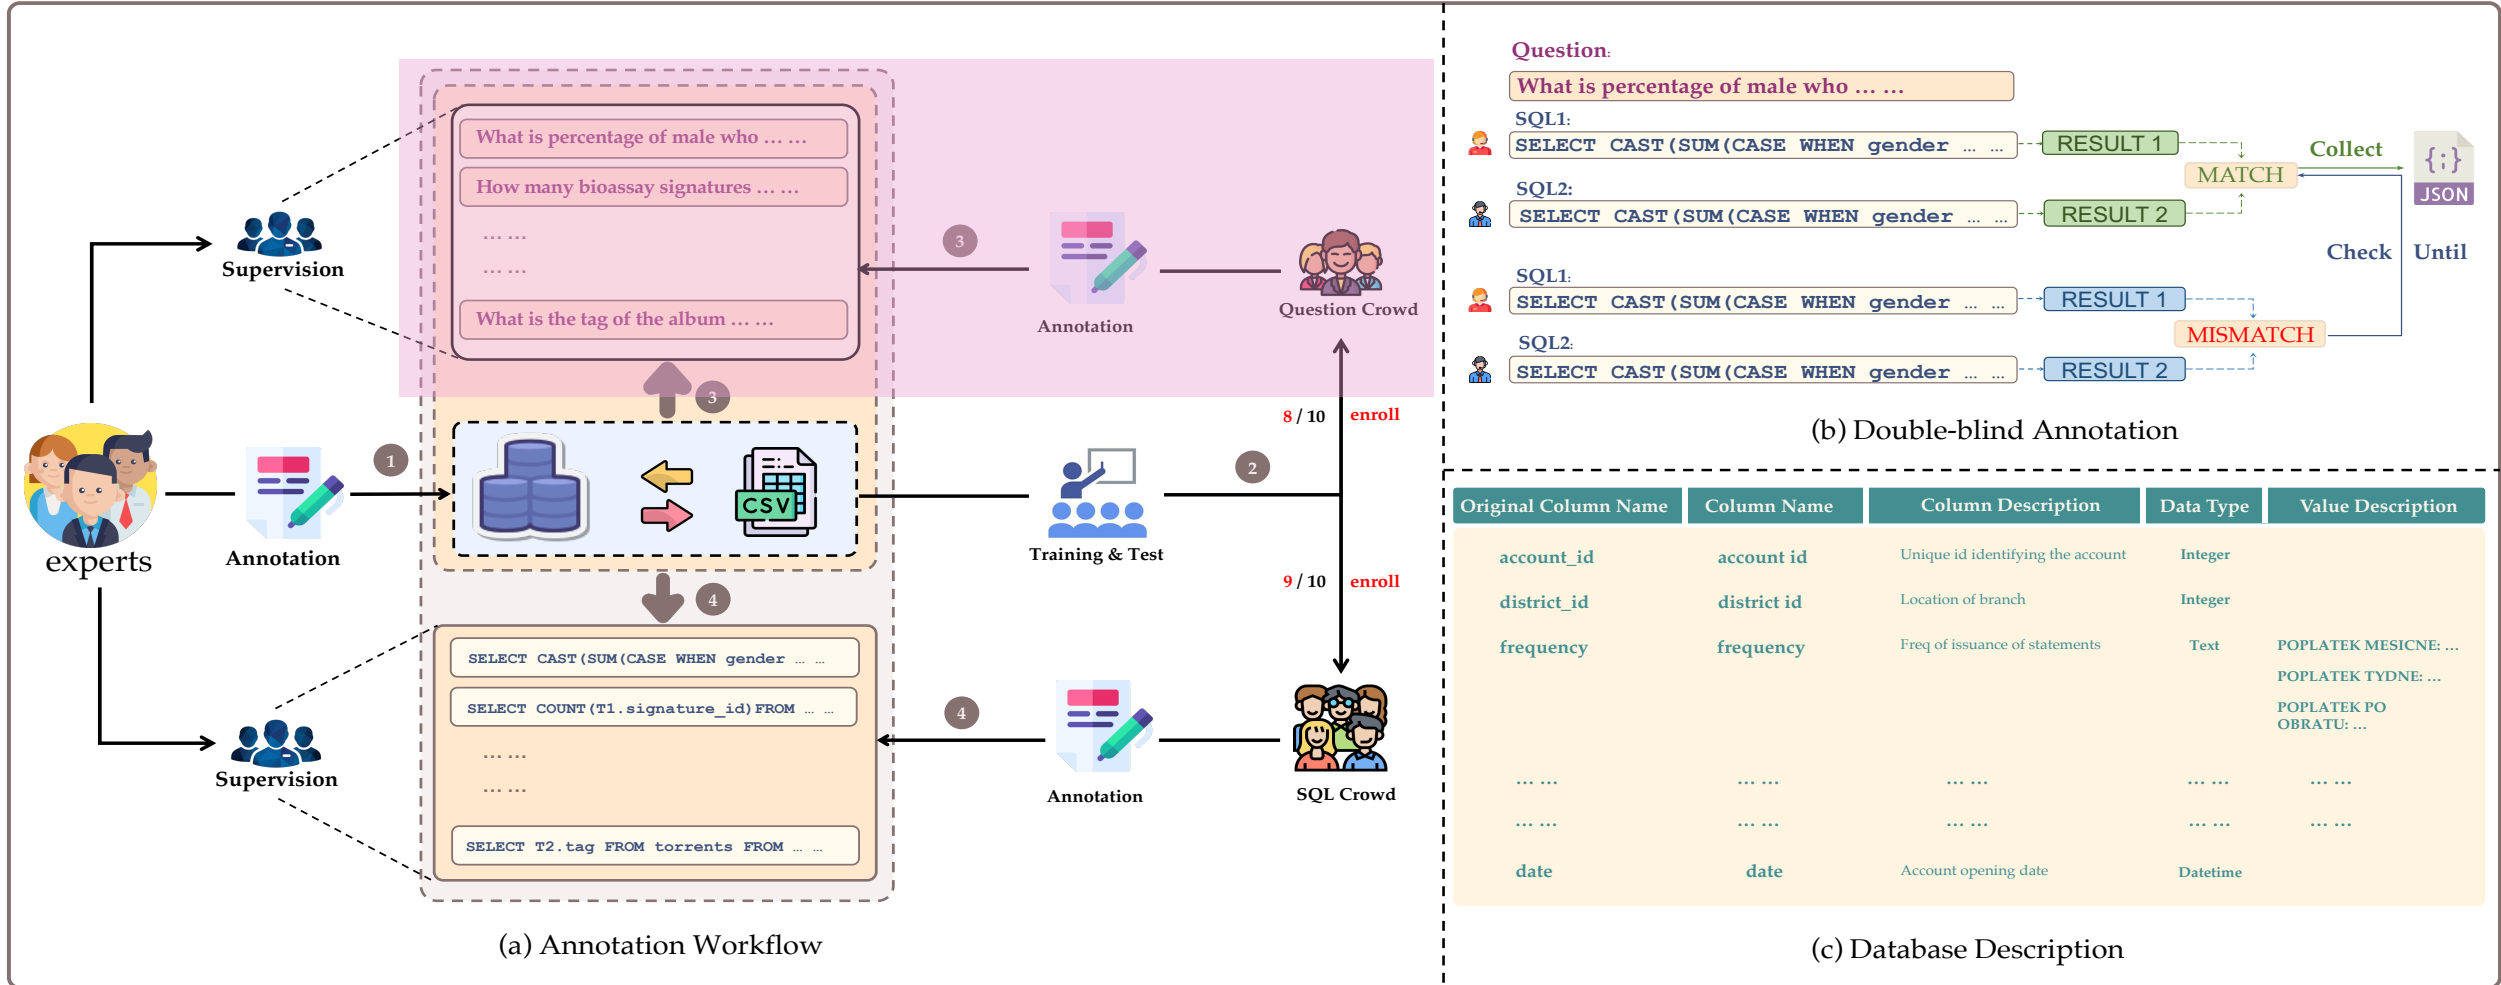 What is percentage of male who ... ...
How many bioassay signatures ... ...
... ...
... ...
What is the tag of the album ... ...
Supervision
3
Annotation
Question Crowd
3
8 / 10 enroll
experts
Annotation
1
CSV
Training & Test
2
9 / 10 enroll
4
SELECT CAST(SUM(CASE WHEN gender ... ...
SELECT COUNT(T1.signature_id)FROM ... ...
... ...
... ...
SELECT T2.tag FROM torrents FROM ... ...
Supervision
4
Annotation
SQL Crowd
(a) Annotation Workflow
Question:
What is percentage of male who ... ...
SQL1:
SELECT CAST(SUM(CASE WHEN gender ... ...
RESULT 1
SQL2:
SELECT CAST(SUM(CASE WHEN gender ... ...
RESULT 2
MATCH
Collect
{;}
JSON
Check Until
SQL1:
SELECT CAST(SUM(CASE WHEN gender ... ...
RESULT 1
SQL2:
SELECT CAST(SUM(CASE WHEN gender ... ...
RESULT 2
MISMATCH
(b) Double-blind Annotation
Original Column Name Column Name Column Description Data Type Value Description
account_id account id Unique id identifying the account Integer
district_id district id Location of branch Integer
frequency frequency Freq of issuance of statements Text POPLATEK MESICNE: ...
POPLATEK TYDNE: ...
POPLATEK PO
OBRATU: ...
... ... ... ... ... ... ... ... ... ...
... ... ... ... ... ... ... ... ... ...
date date Account opening date Datetime
(c) Database Description